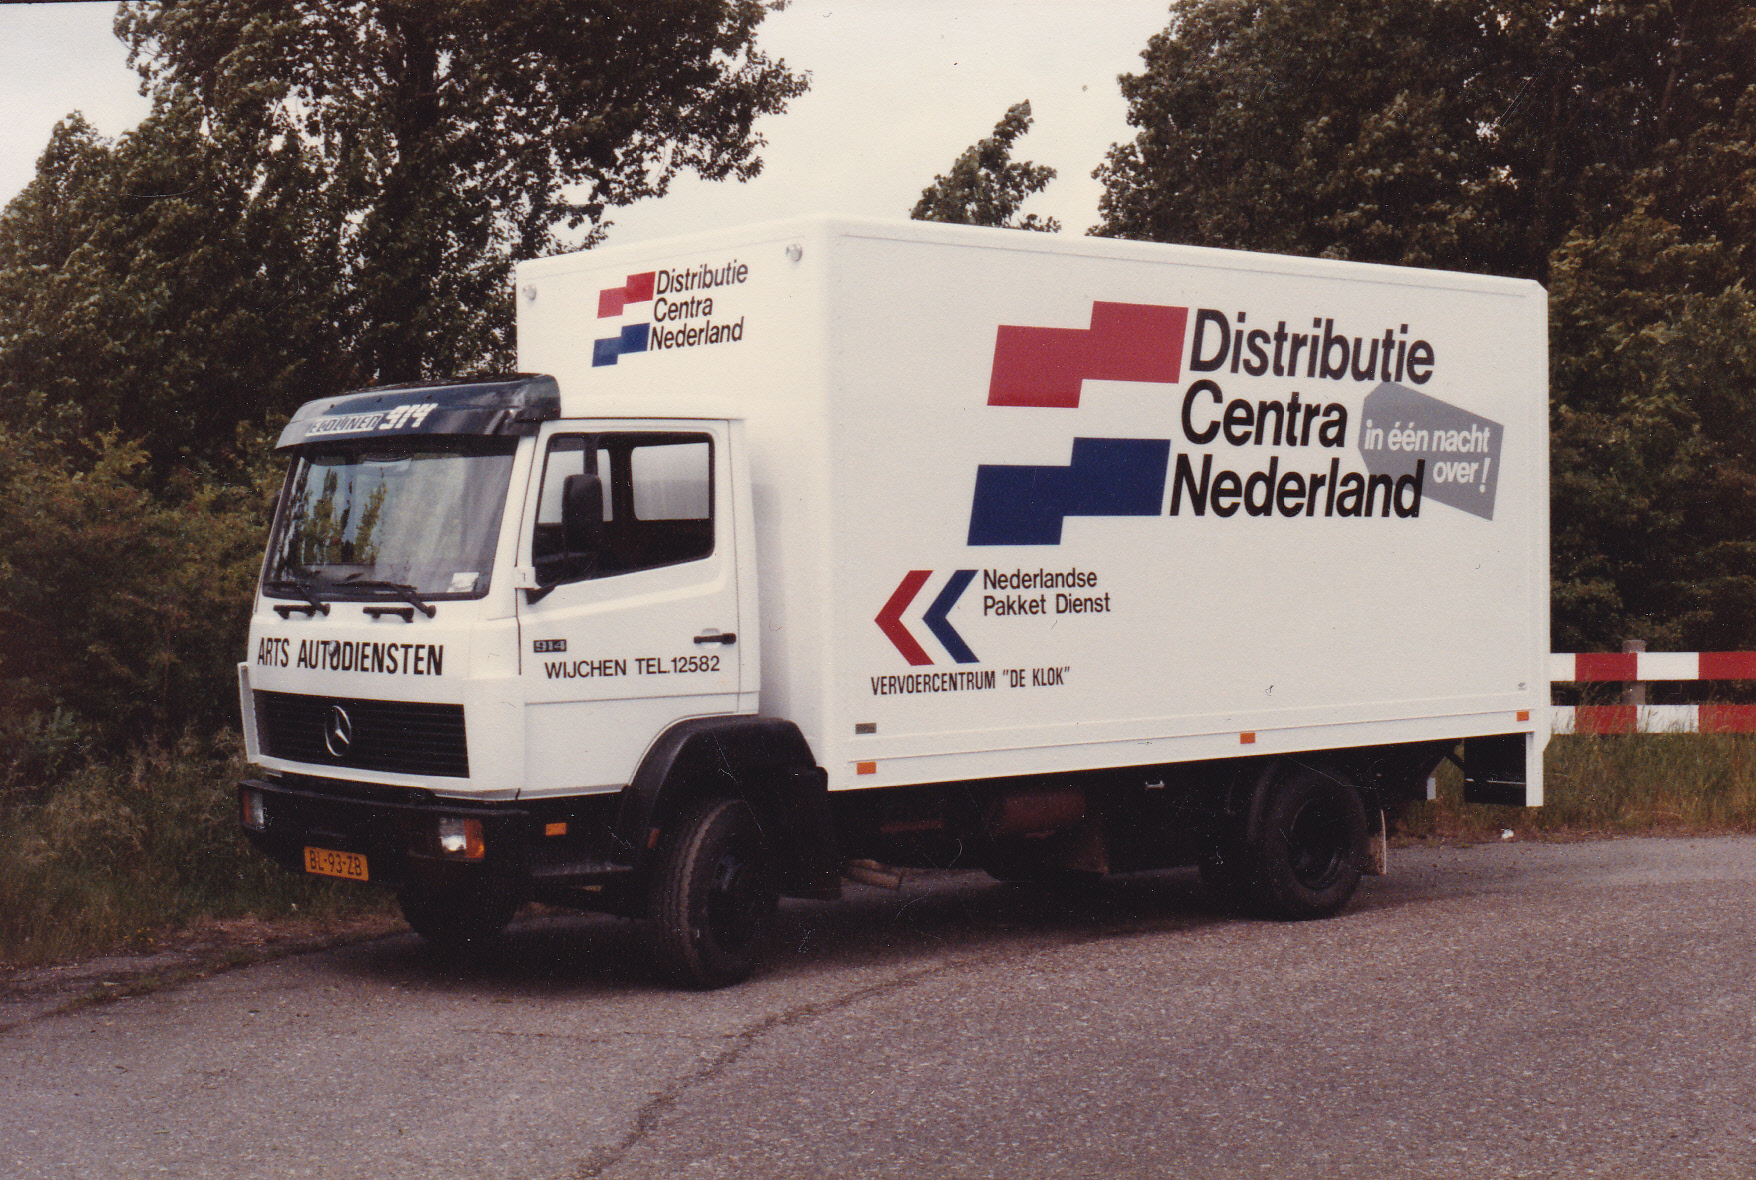 Distributie
Centra
Nederland
914
ARTS AUTODIENSTEN
914
WIJCHEN TEL.12582
BL-93-ZB
Distributie
Centra
Nederland
in één nacht
over!
Nederlandse
Pakket Dienst
VERVOERCENTRUM "DE KLOK"